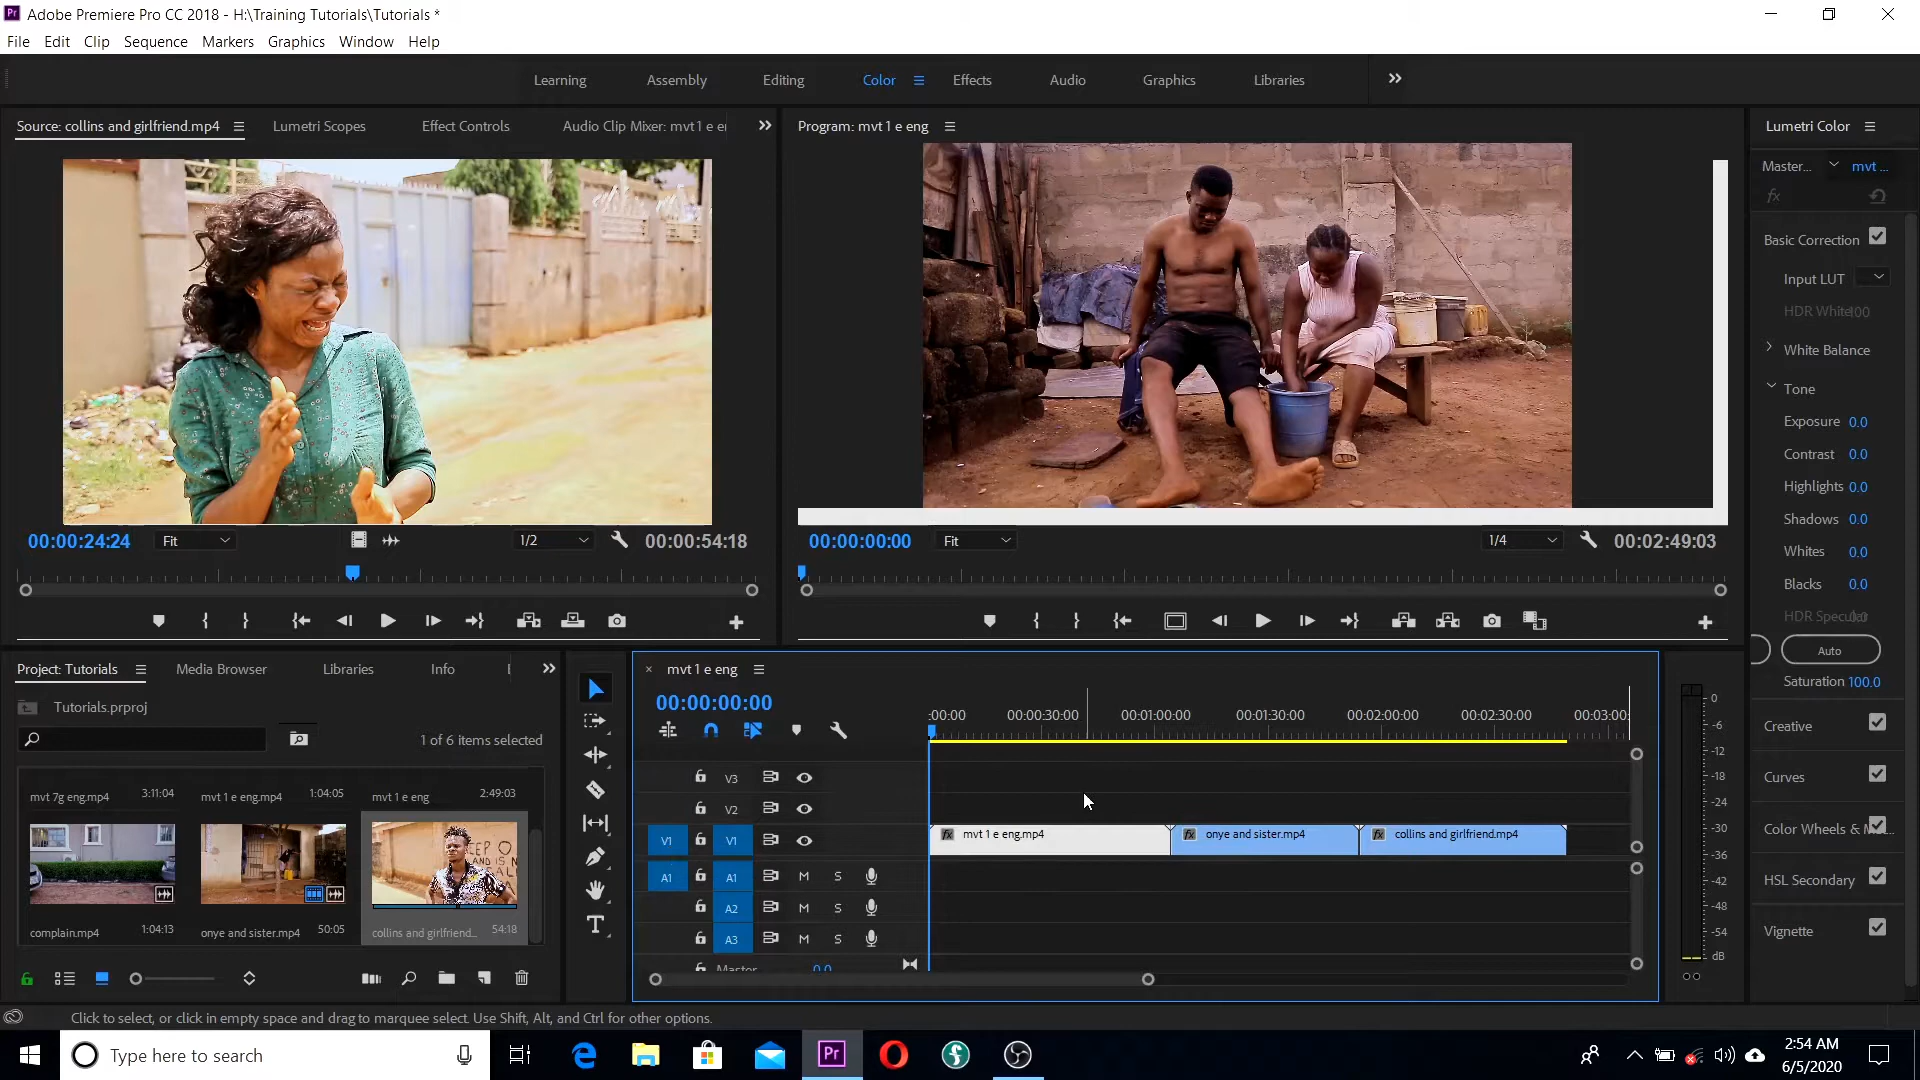 Adobe Premiere Pro CC 2018 - H:\Training Tutorials\Tutorials *
File Edit Clip Sequence Markers Graphics Window Help
Learning Assembly Editing Color Effects Audio Graphics Libraries
Source: collins and girlfriend.mp4 Lumetri Scopes Effect Controls Audio Clip Mixer: mvt 1 e
Program: mvt 1 e eng
Lumetri Color
Master... mvt ...
fx
Basic Correction
Input LUT
HDR White 100
White Balance
Tone
Exposure 0.0
Contrast 0.0
Highlights 0.0
Shadows 0.0
Whites 0.0
Blacks 0.0
HDR Specular 0.0
Auto
Saturation 100.0
Creative
Curves
Color Wheels & M...
HSL Secondary
Vignette
00:00:24:24 Fit 1/2 00:00:54:18
00:00:00:00 Fit 1/4 00:02:49:03
Project: Tutorials Media Browser Libraries Info
Tutorials.prproj
1 of 6 items selected
mvt 7g eng.mp4 3:11:04 mvt 1 e eng.mp4 1:04:05 mvt 1 e eng 2:49:03
complain.mp4 1:04:13 onye and sister.mp4 50:05 collins and girlfriend... 54:18
mvt 1 e eng
00:00:00:00
:00:00 00:00:30:00 00:01:00:00 00:01:30:00 00:02:00:00 00:02:30:00 00:03:00:
V3
V2
V1 V1 fx mvt 1 e eng.mp4 fx onye and sister.mp4 fx collins and girlfriend.mp4
A1 A1 M S
A2 M S
A3 M S
Master 0.0
0
-6
-12
-18
-24
-30
-36
-42
-48
-54
dB
Click to select, or click in empty space and drag to marquee select. Use Shift, Alt, and Ctrl for other options.
Type here to search
Pr
2:54 AM
6/5/2020